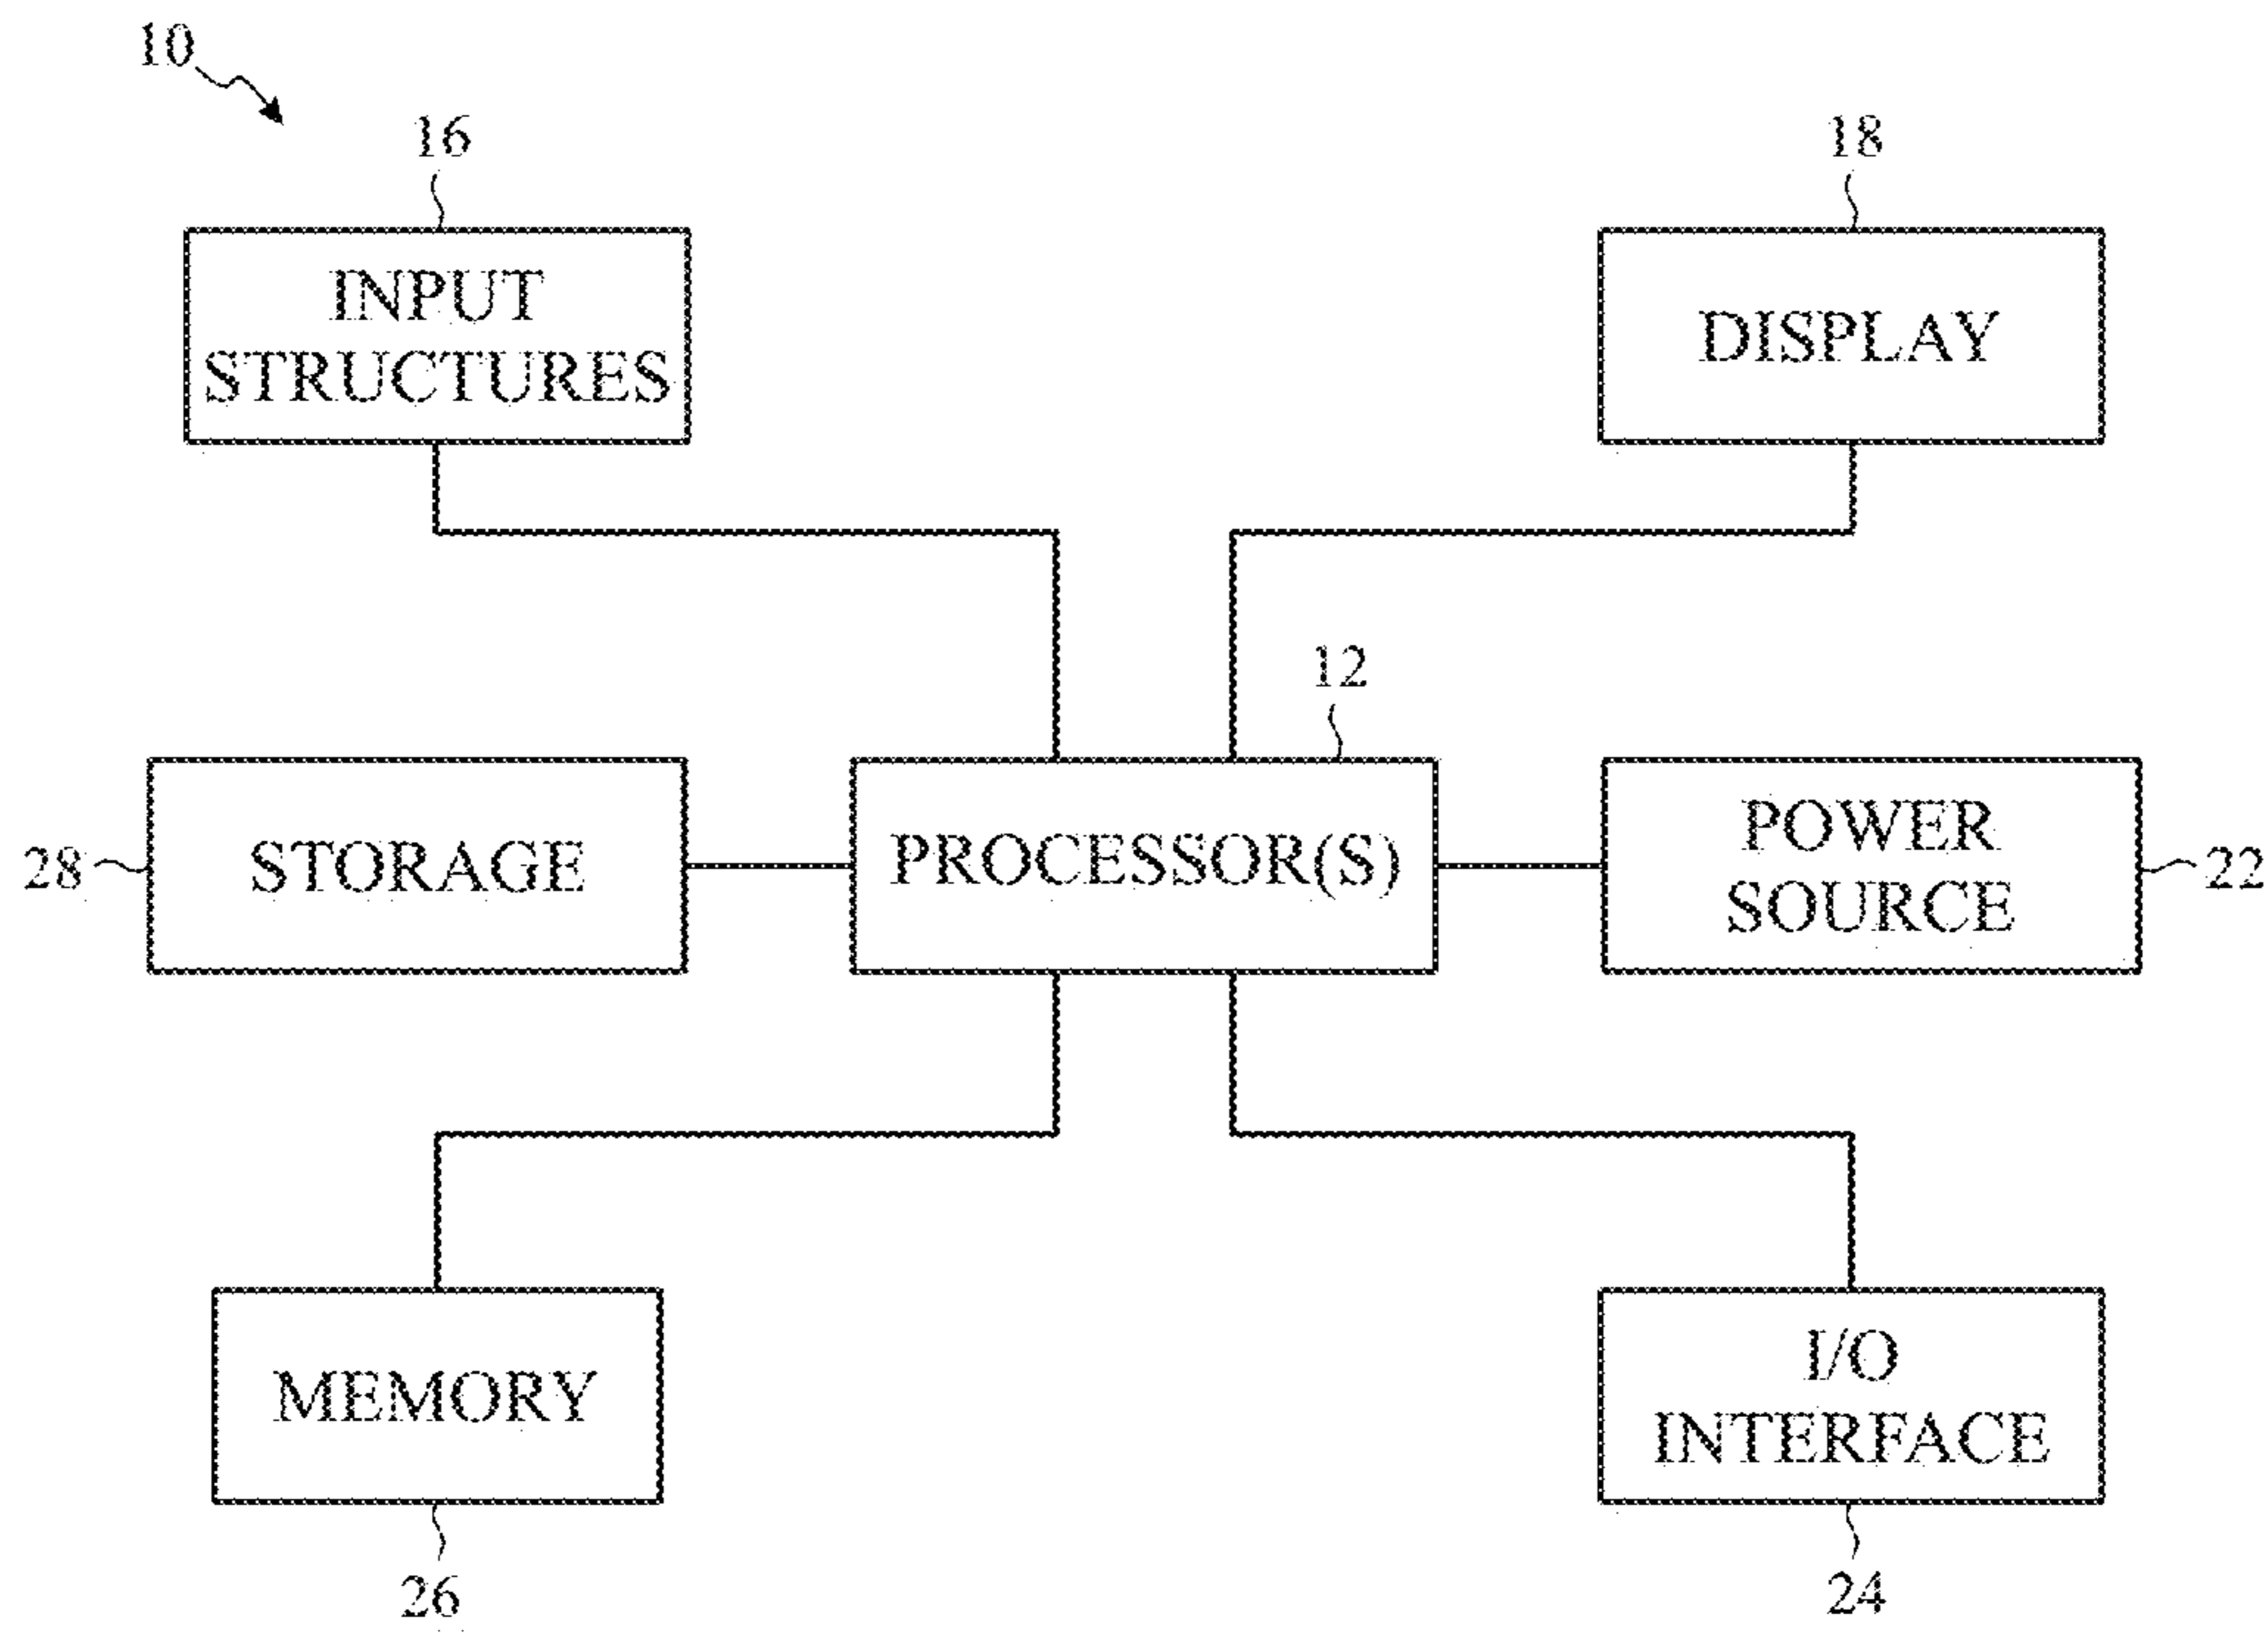 10
16
18
INPUT
STRUCTURES
DISPLAY
12
28
STORAGE
PROCESSOR(S)
POWER
SOURCE
22
MEMORY
I/O
INTERFACE
26
24